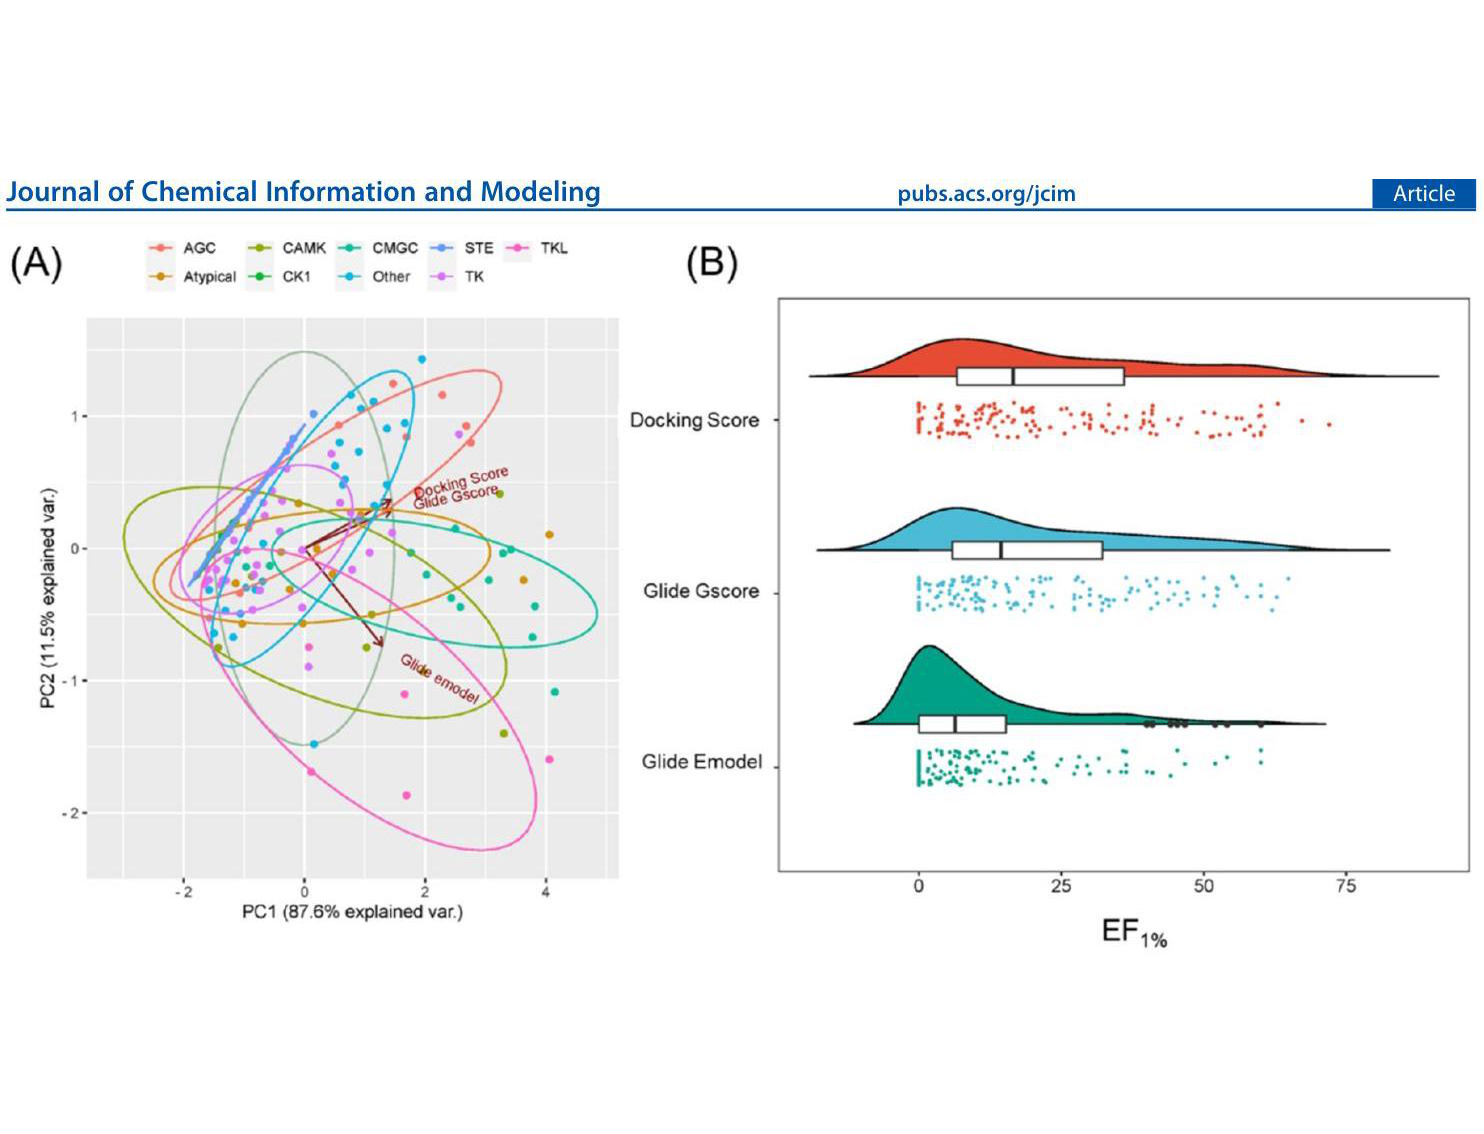 Journal of Chemical Information and Modeling pubs.acs.org/jcim Article
(A)
AGC CAMK CMGC STE TKL
Atypical CK1 Other TK
1
0
-1
-2
PC2 (11.5% explained var.)
Docking Score
Glide Gscore
Glide emodel
-2 0 2 4
PC1 (87.6% explained var.)
(B)
Docking Score
Glide Gscore
Glide Emodel
0 25 50 75
EF1%